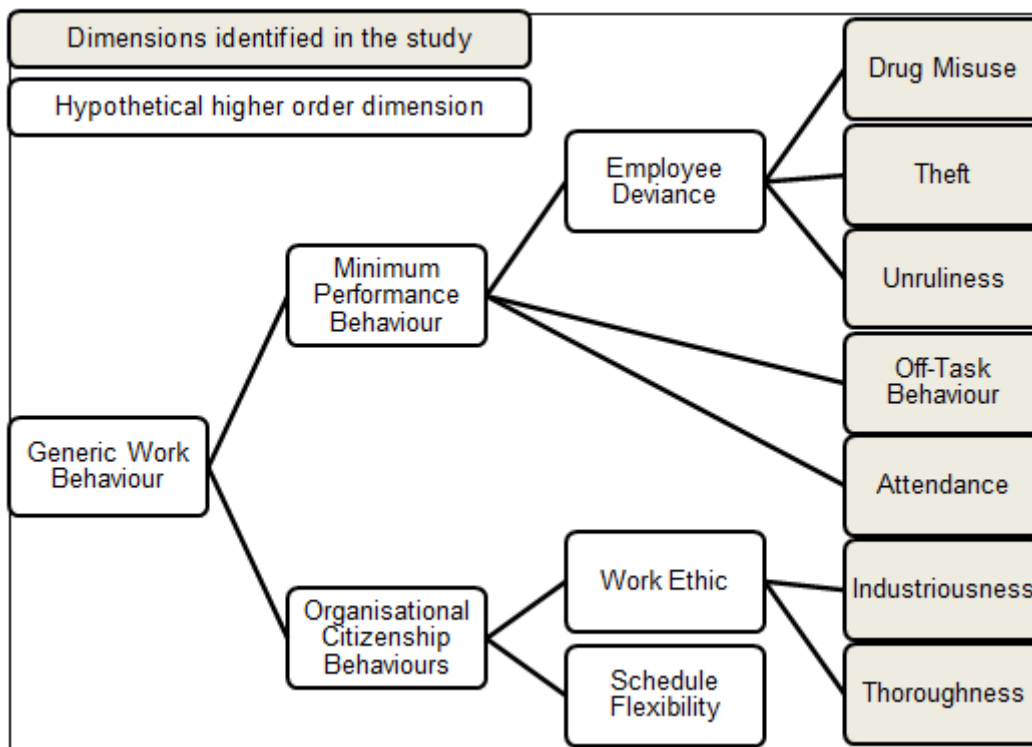 Dimensions identified in the study
Hypothetical higher order dimension
Drug Misuse
Employee
Deviance
Theft
Unruliness
Minimum
Performance
Behaviour
Off-Task
Behaviour
Generic Work
Behaviour
Attendance
Work Ethic
Industriousness
Organisational
Citizenship
Behaviours
Schedule
Flexibility
Thoroughness